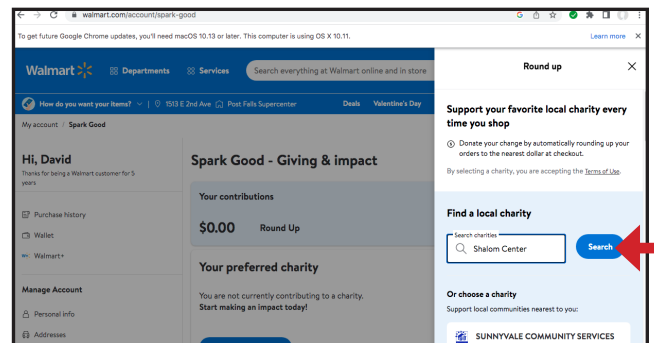 walmart.com/account/spark-good
To get future Google Chrome updates, you'll need macOS 10.13 or later. This computer is using OS X 10.11.
Learn more
Walmart
Departments
Services
Search everything at Walmart online and in store
How do you want your items?
1513 E 2nd Ave
Post Falls Supercenter
Deals
Valentine's Day
My account / Spark Good
Hi, David
Thanks for being a Walmart customer for 5
years
Purchase history
Wallet
Walmart+
Manage Account
Personal info
Addresses
Spark Good - Giving & impact
Your contributions
$0.00 Round Up
Your preferred charity
You are not currently contributing to a charity.
Start making an impact today!
Round up
Support your favorite local charity every
time you shop
Donate your change by automatically rounding up your
orders to the nearest dollar at checkout.
By selecting a charity, you are accepting the Terms of Use.
Find a local charity
Search charities
Shalom Center
Search
Or choose a charity
Support local communities nearest to you:
SUNNYVALE COMMUNITY SERVICES